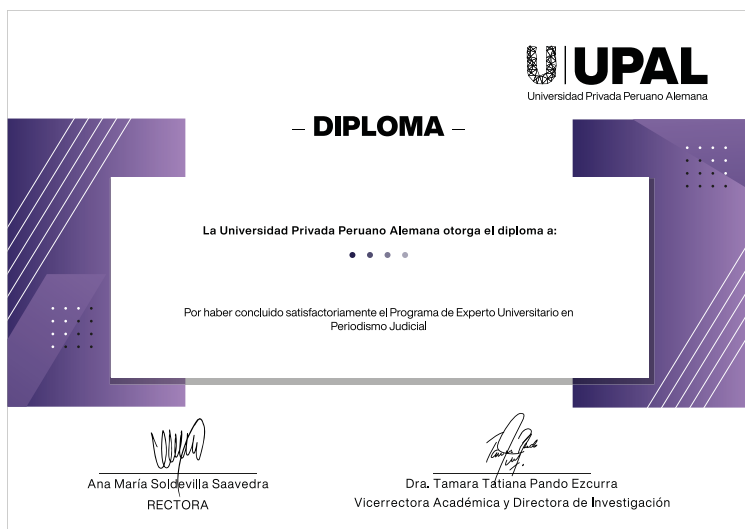 UPAL
Universidad Privada Peruano Alemana
– DIPLOMA –
La Universidad Privada Peruano Alemana otorga el diploma a:
Por haber concluido satisfactoriamente el Programa de Experto Universitario en
Periodismo Judicial
Ana María Soldevilla Saavedra
RECTORA
Dra. Tamara Tatiana Pando Ezcurra
Vicerrectora Académica y Directora de Investigación